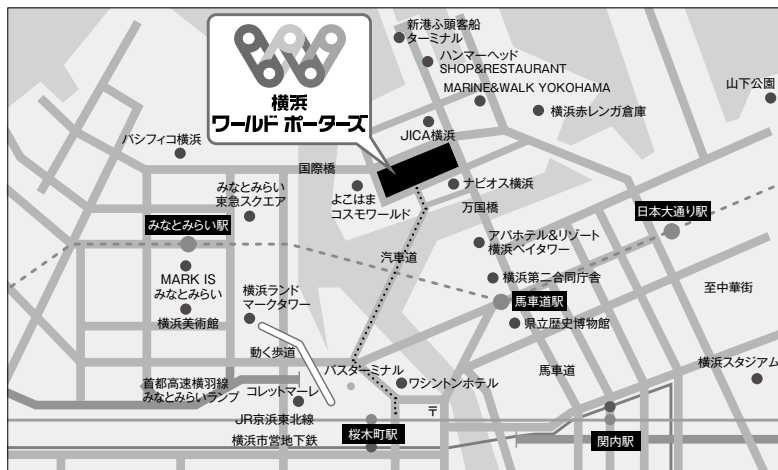 新港ふ頭客船
ターミナル
ハンマーヘッド
SHOP&RESTAURANT
MARINE&WALK YOKOHAMA
山下公園
横浜赤レンガ倉庫
横浜
ワールド ポーターズ
JICA横浜
パシフィコ横浜
国際橋
みなとみらい
東急スクエア
よこはま
コスモワールド
ナビオス横浜
万国橋
みなとみらい駅
日本大通り駅
アパホテル&リゾート
横浜ベイタワー
汽車道
MARK IS
みなとみらい
横浜ランド
マークタワー
横浜第二合同庁舎
至中華街
馬車道駅
横浜美術館
県立歴史博物館
動く歩道
バスターミナル
馬車道
横浜スタジアム
首都高速横羽線
みなとみらいランプ
コレットマーレ
ワシントンホテル
JR京浜東北線
〒
横浜市営地下鉄
桜木町駅
関内駅